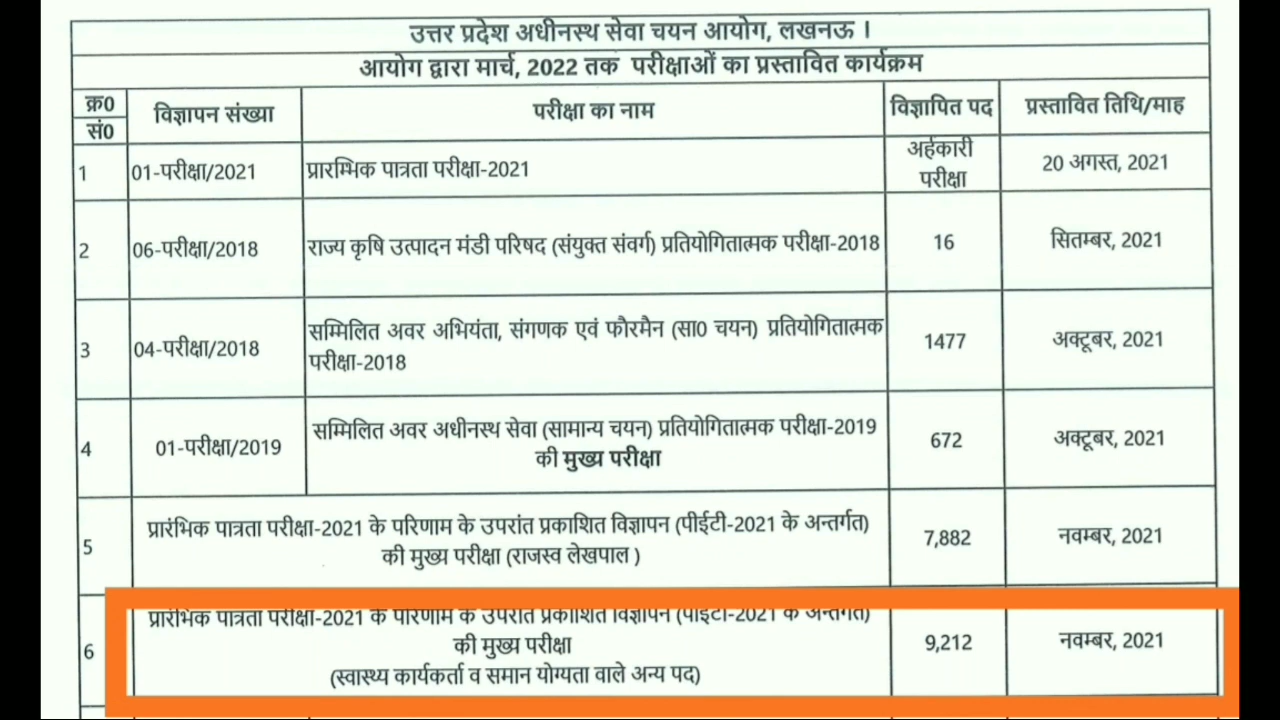 उत्तर प्रदेश अधीनस्थ सेवा चयन आयोग, लखनऊ ।
आयोग द्वारा मार्च, 2022 तक परीक्षाओं का प्रस्तावित कार्यक्रम
क्र0 सं0 विज्ञापन संख्या परीक्षा का नाम विज्ञापित पद प्रस्तावित तिथि/माह
1 01-परीक्षा/2021 प्रारम्भिक पात्रता परीक्षा-2021 अर्हकारी परीक्षा 20 अगस्त, 2021
2 06-परीक्षा/2018 राज्य कृषि उत्पादन मंडी परिषद (संयुक्त संवर्ग) प्रतियोगितात्मक परीक्षा-2018 16 सितम्बर, 2021
3 04-परीक्षा/2018 सम्मिलित अवर अभियंता, संगणक एवं फौरमैन (सा0 चयन) प्रतियोगितात्मक
परीक्षा-2018 1477 अक्टूबर, 2021
4 01-परीक्षा/2019 सम्मिलित अवर अधीनस्थ सेवा (सामान्य चयन) प्रतियोगितात्मक परीक्षा-2019
की मुख्य परीक्षा 672 अक्टूबर, 2021
5 प्रारंभिक पात्रता परीक्षा-2021 के परिणाम के उपरांत प्रकाशित विज्ञापन (पीईटी-2021 के अन्तर्गत)
की मुख्य परीक्षा (राजस्व लेखपाल ) 7,882 नवम्बर, 2021
6 प्रारंभिक पात्रता परीक्षा-2021 के परिणाम के उपरांत प्रकाशित विज्ञापन (पीईटी-2021 के अन्तर्गत)
की मुख्य परीक्षा
(स्वास्थ्य कार्यकर्ता व समान योग्यता वाले अन्य पद) 9,212 नवम्बर, 2021